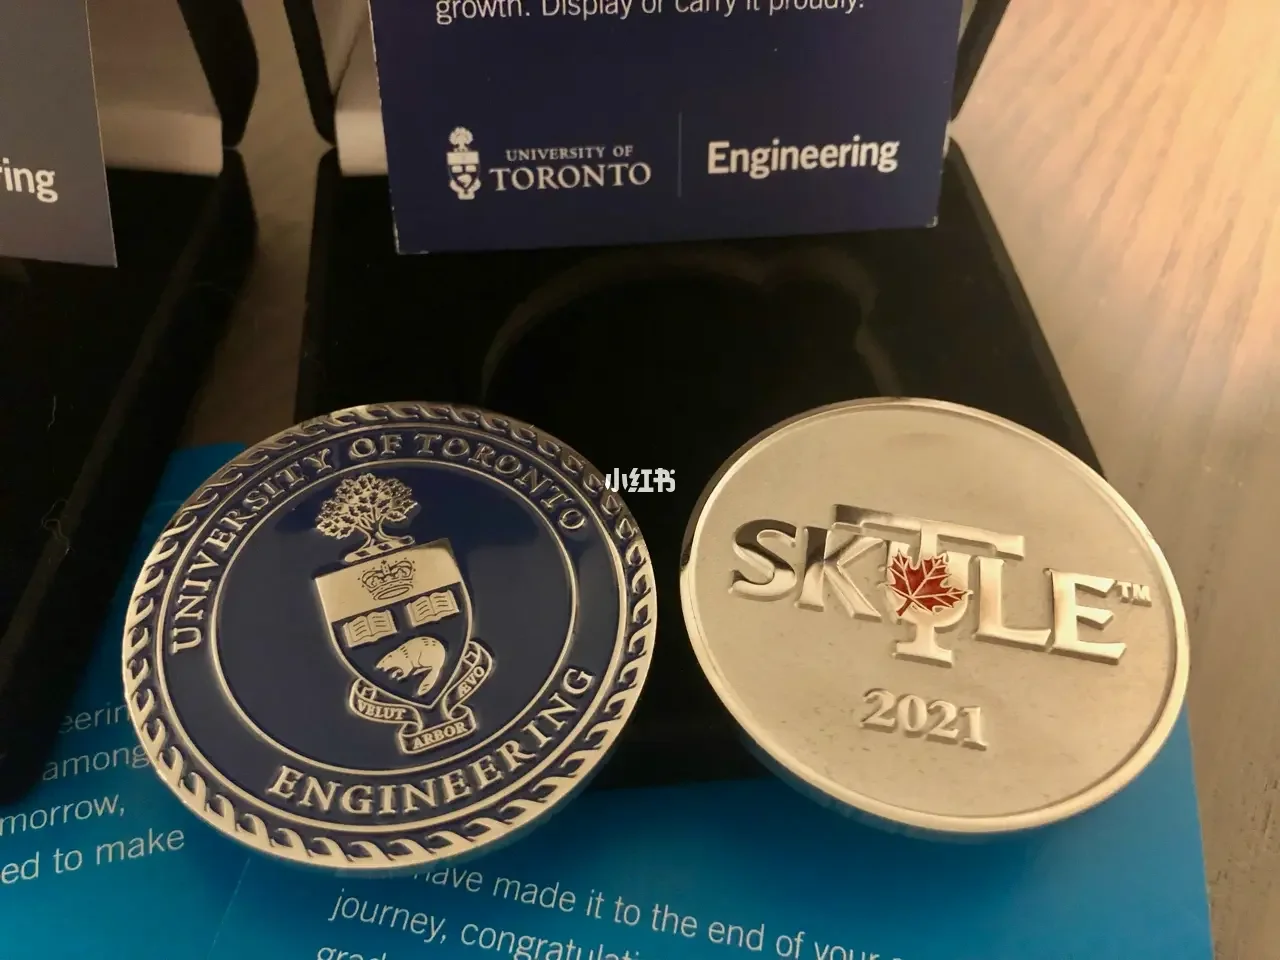 growth. Display or carry it proudly.
UNIVERSITY OF
TORONTO
Engineering
ring
小红书
UNIVERSITY OF TORONTO
VELUT
ARBOR
ÆVO
ENGINEERING
SKULE™
2021
eerin
among
morrow,
ed to make
have made it to the end of your
journey, congratulati
grad